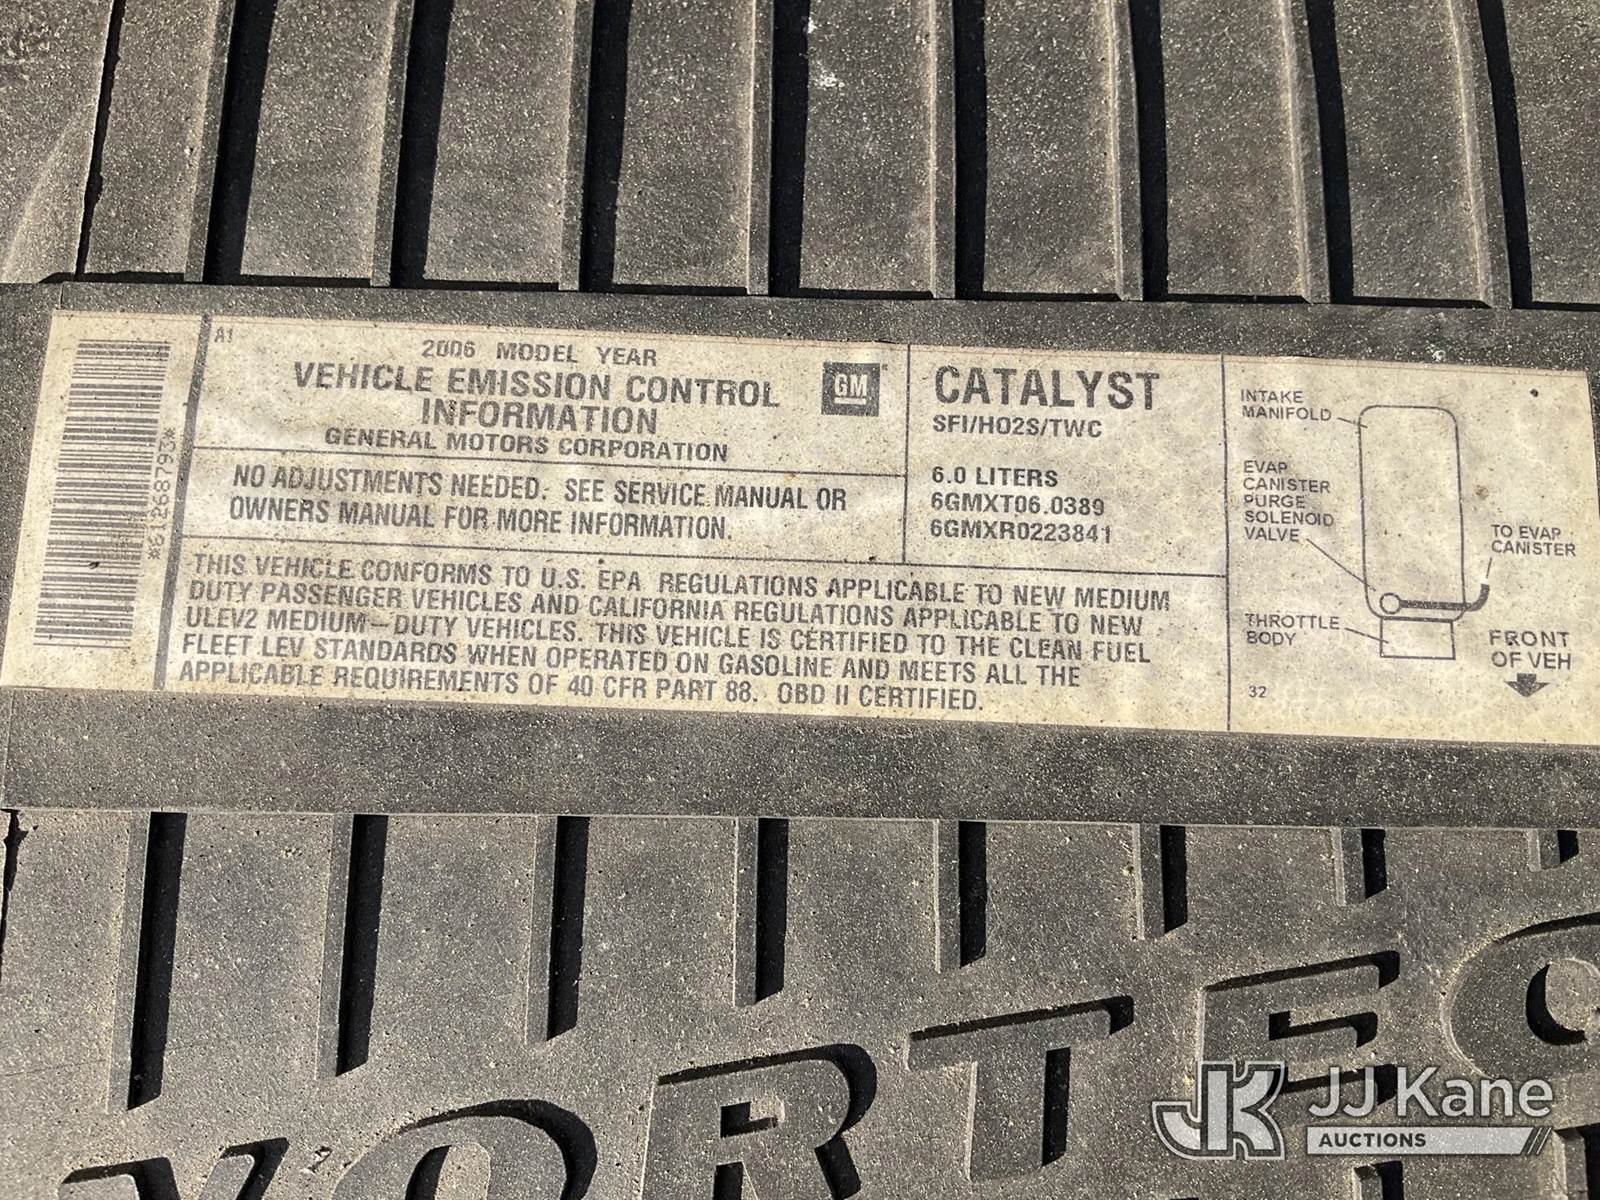 A1
2006 MODEL YEAR
VEHICLE EMISSION CONTROL
INFORMATION
GENERAL MOTORS CORPORATION
GM
NO ADJUSTMENTS NEEDED. SEE SERVICE MANUAL OR
OWNERS MANUAL FOR MORE INFORMATION.
CATALYST
SFI/HO2S/TWC
6.0 LITERS
6GMXT06.0389
6GMXR0223841
THIS VEHICLE CONFORMS TO U.S. EPA REGULATIONS APPLICABLE TO NEW MEDIUM
DUTY PASSENGER VEHICLES AND CALIFORNIA REGULATIONS APPLICABLE TO NEW
ULEV2 MEDIUM-DUTY VEHICLES. THIS VEHICLE IS CERTIFIED TO THE CLEAN FUEL
FLEET LEV STANDARDS WHEN OPERATED ON GASOLINE AND MEETS ALL THE
APPLICABLE REQUIREMENTS OF 40 CFR PART 88. OBD II CERTIFIED.
*61268793*
INTAKE
MANIFOLD
EVAP
CANISTER
PURGE
SOLENOID
VALVE
TO EVAP
CANISTER
THROTTLE
BODY
FRONT
OF VEH
32
VORTEC
JK JJ Kane
AUCTIONS